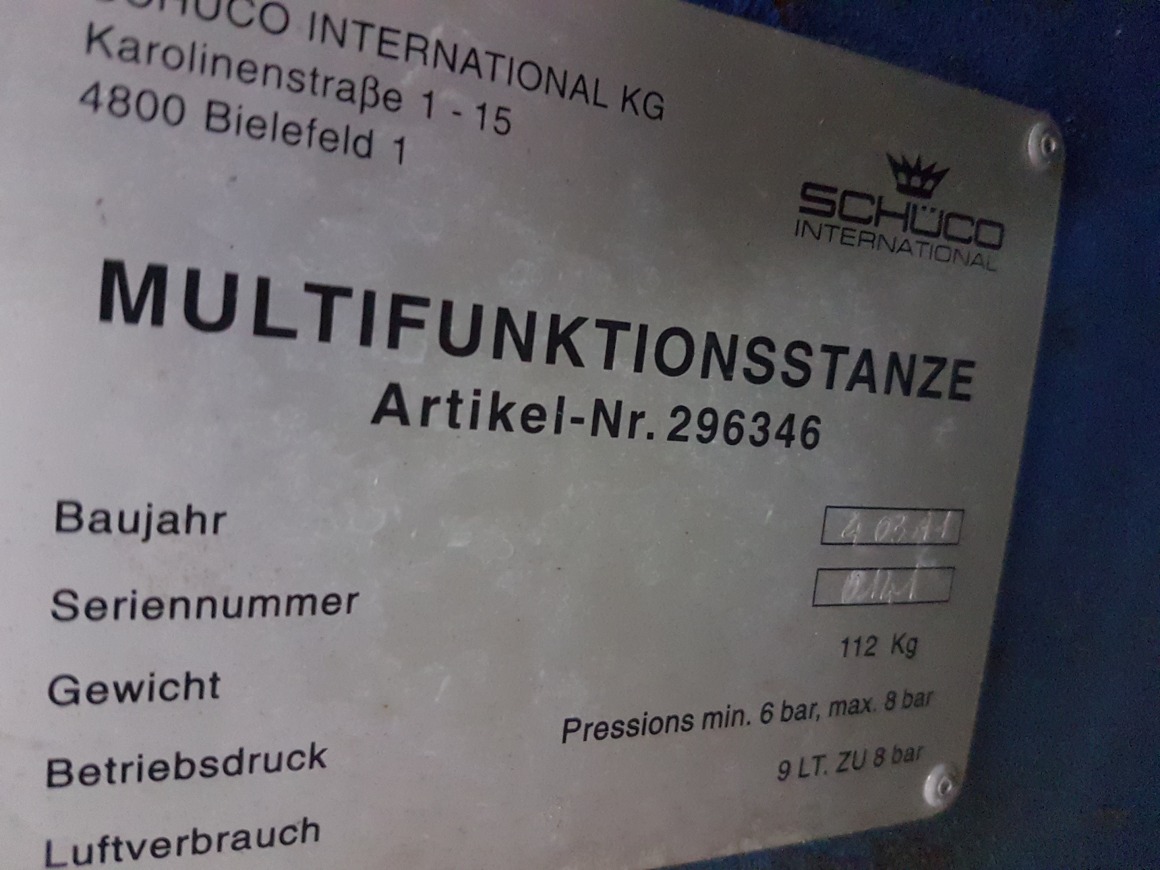 SCHÜCO INTERNATIONAL KG
Karolinenstraße 1 - 15
4800 Bielefeld 1
SCHÜCO
INTERNATIONAL
MULTIFUNKTIONSSTANZE
Artikel-Nr. 296346
Baujahr
Seriennummer
Gewicht 112 Kg
Betriebsdruck Pressions min. 6 bar, max. 8 bar
Luftverbrauch 9 LT. ZU 8 bar